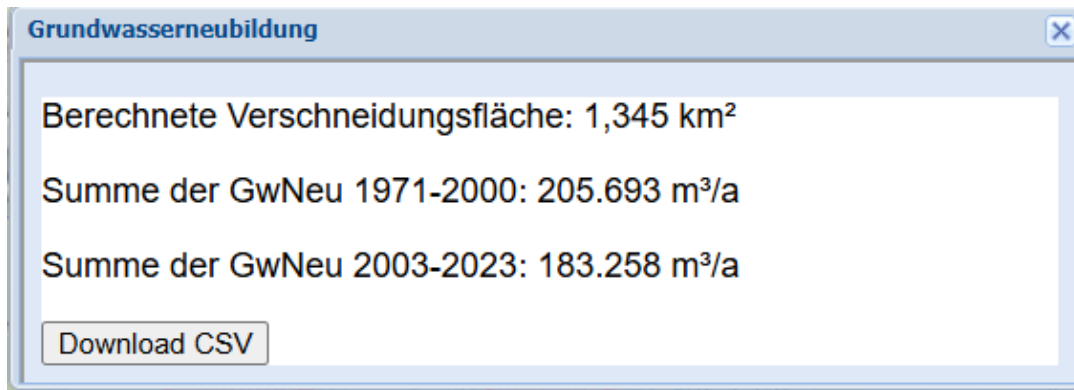 Grundwasserneubildung
Berechnete Verschneidungsfläche: 1,345 km²
Summe der GwNeu 1971-2000: 205.693 m³/a
Summe der GwNeu 2003-2023: 183.258 m³/a
Download CSV